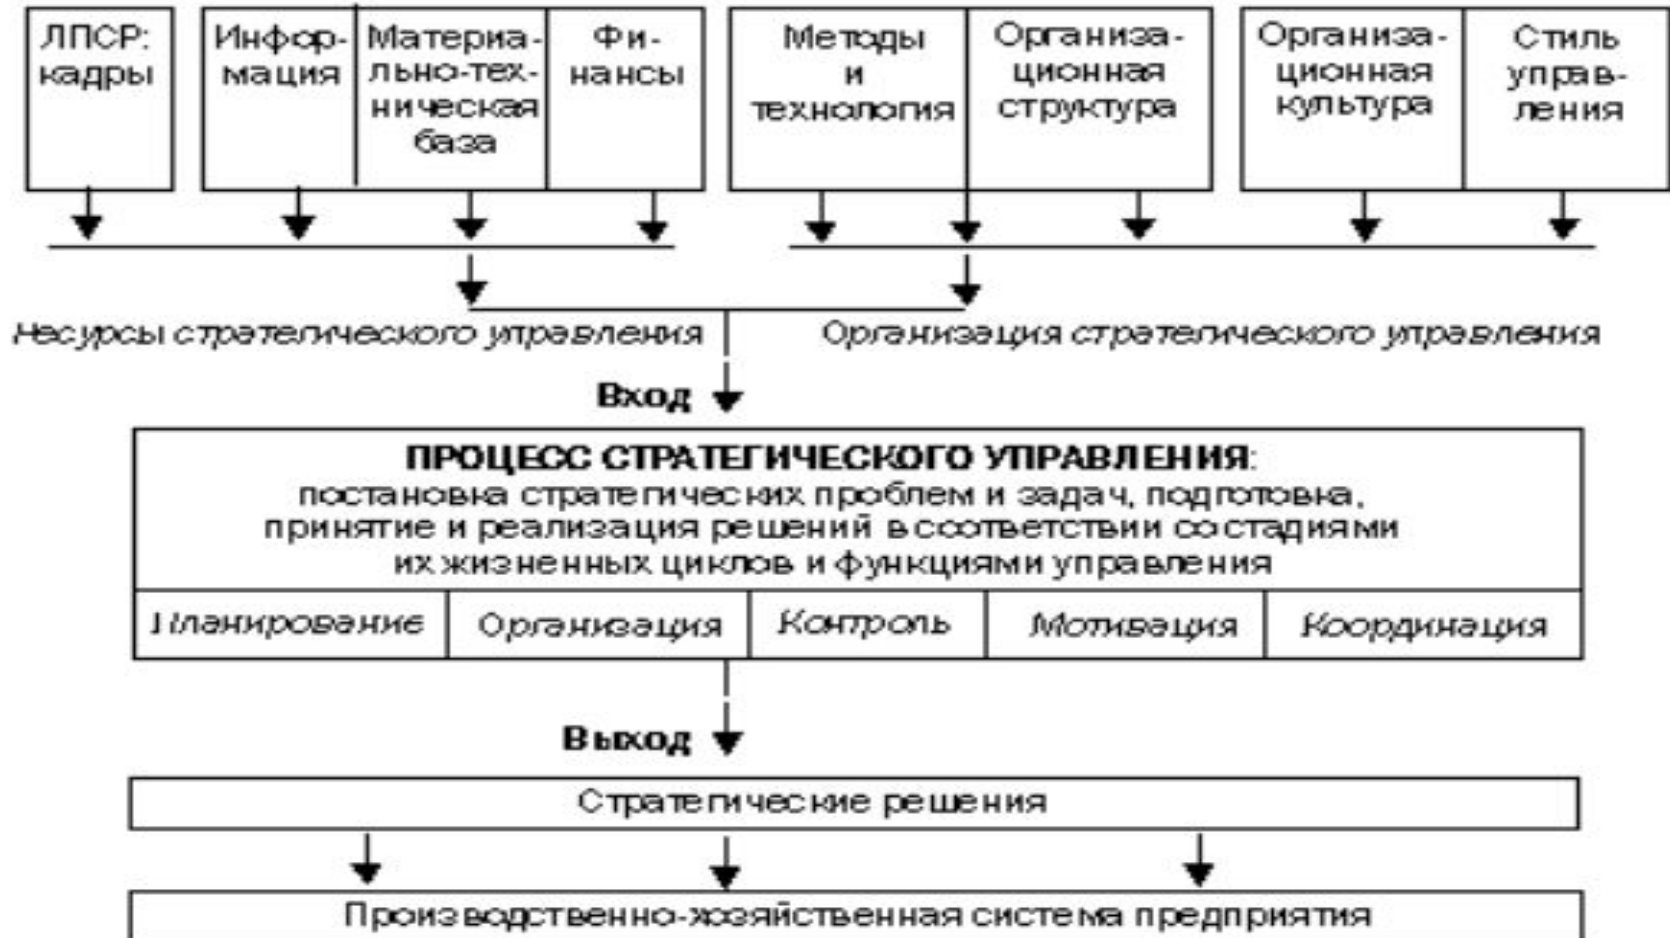 ЛПСР:
кадры
Инфор-
мация
Материа-
льно-тех-
ническая
база
Фи-
нансы
Методы
и
технология
Организа-
ционная
структура
Организа-
ционная
культура
Стиль
управ-
ления
Ресурсы стратегического управления
Организация стратегического управления
Вход
ПРОЦЕСС СТРАТЕГИЧЕСКОГО УПРАВЛЕНИЯ:
постановка стратегических проблем и задач, подготовка,
принятие и реализация решений в соответствии со стадиями
их жизненных циклов и функциями управления
Планирование
Организация
Контроль
Мотивация
Координация
Выход
Стратегические решения
Производственно-хозяйственная система предприятия